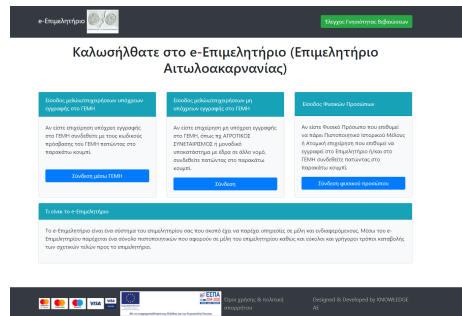 e-Επιμελητήριο
Έλεγχος Γνησιότητας Βεβαιώσεων
Καλωσήλθατε στο e-Επιμελητήριο (Επιμελητήριο
Αιτωλοακαρνανίας)
Είσοδος μελών/επιχειρήσεων υπόχρεων
εγγραφής στο ΓΕΜΗ
Αν είστε επιχείρηση υπόχρεη εγγραφής
στο ΓΕΜΗ συνδεθείτε με τους κωδικούς
πρόσβασης του ΓΕΜΗ πατώντας στο
παρακάτω κουμπί.
Σύνδεση μέσω ΓΕΜΗ
Είσοδος μελών/επιχειρήσεων μη
υπόχρεων εγγραφής στο ΓΕΜΗ
Αν είστε επιχείρηση μη υπόχρεη εγγραφής
στο ΓΕΜΗ, όπως πχ ΑΓΡΟΤΙΚΟΣ
ΣΥΝΕΤΑΙΡΙΣΜΟΣ ή μοναδικό
υποκατάστημα με έδρα σε άλλο νομό,
συνδεθείτε πατώντας στο παρακάτω
κουμπί.
Σύνδεση
Είσοδος Φυσικών Προσώπων
Αν είστε Φυσικό Πρόσωπο που επιθυμεί
να πάρει Πιστοποιητικό Ιστορικού Μέλους
ή Ατομική επιχείρηση που επιθυμεί να
εγγραφεί στο Επιμελητήριο ή/και στο
ΓΕΜΗ συνδεθείτε πατώντας στο
παρακάτω κουμπί.
Σύνδεση φυσικού προσώπου
Τι είναι το e-Επιμελητήριο
Το e-Επιμελητήριο είναι ένα σύστημα του επιμελητηρίου σας που σκοπό έχει να παρέχει υπηρεσίες σε μέλη και ενδιαφερόμενους. Μέσω του e-
Επιμελητηρίου παρέχεται ένα σύνολο πιστοποιητικών που αφορούν σε μέλη του επιμελητηρίου καθώς και εύκολοι και γρήγοροι τρόποι καταβολής
των σχετικών τελών προς το επιμελητήριο.
VISA
VISA
ΕΣΠΑ
Όροι χρήσης & πολιτική
απορρήτου
Designed & Developed by KNOWLEDGE
AE